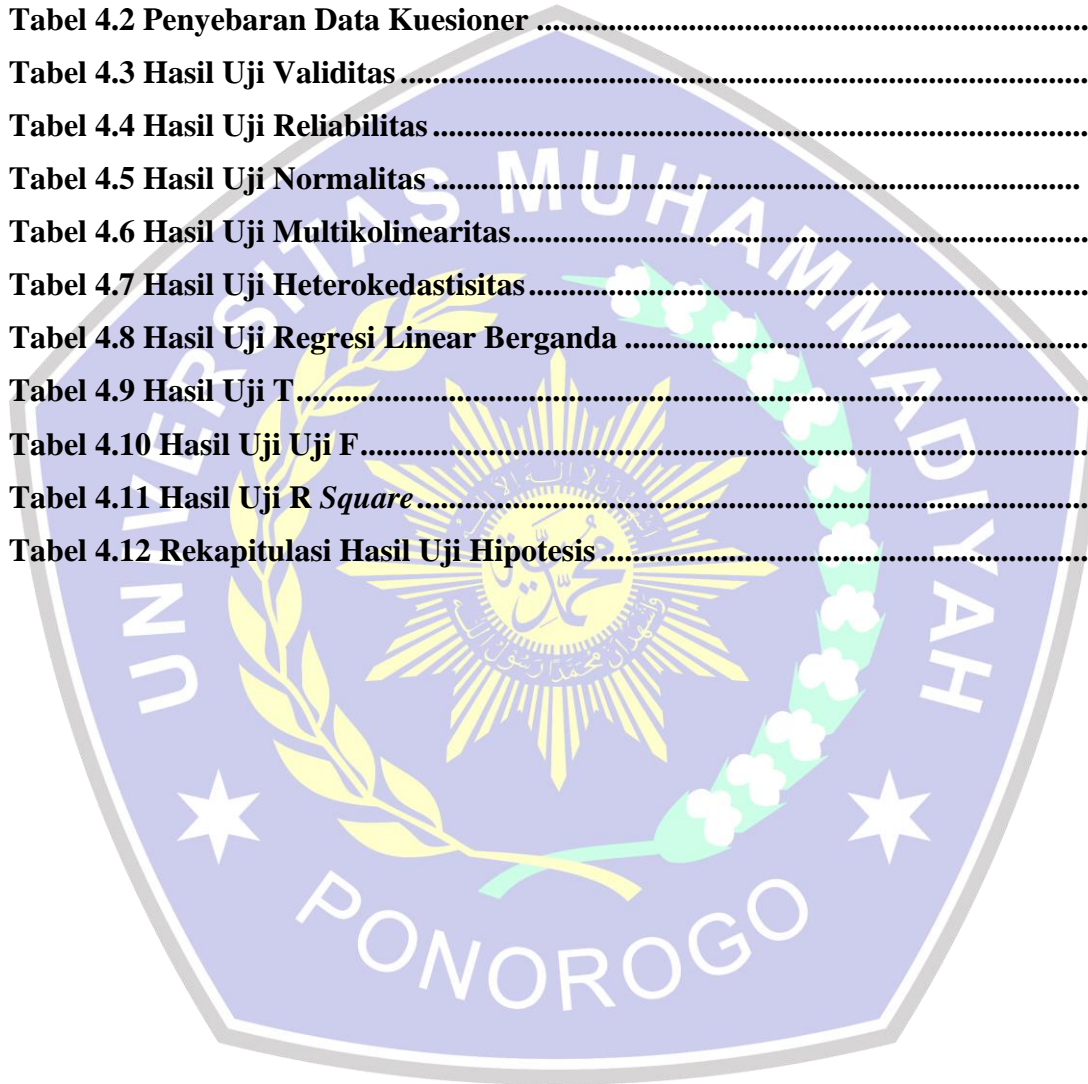 Tabel 4.2 Penyebaran Data Kuesioner ....................................................................................
Tabel 4.3 Hasil Uji Validitas ....................................................................................
Tabel 4.4 Hasil Uji Reliabilitas ....................................................................................
Tabel 4.5 Hasil Uji Normalitas ....................................................................................
Tabel 4.6 Hasil Uji Multikolinearitas ....................................................................................
Tabel 4.7 Hasil Uji Heterokedastisitas ....................................................................................
Tabel 4.8 Hasil Uji Regresi Linear Berganda ....................................................................................
Tabel 4.9 Hasil Uji T ....................................................................................
Tabel 4.10 Hasil Uji Uji F ....................................................................................
Tabel 4.11 Hasil Uji R Square ....................................................................................
Tabel 4.12 Rekapitulasi Hasil Uji Hipotesis ....................................................................................
UNIVERSITAS MUHAMMADIYAH
PONOROGO